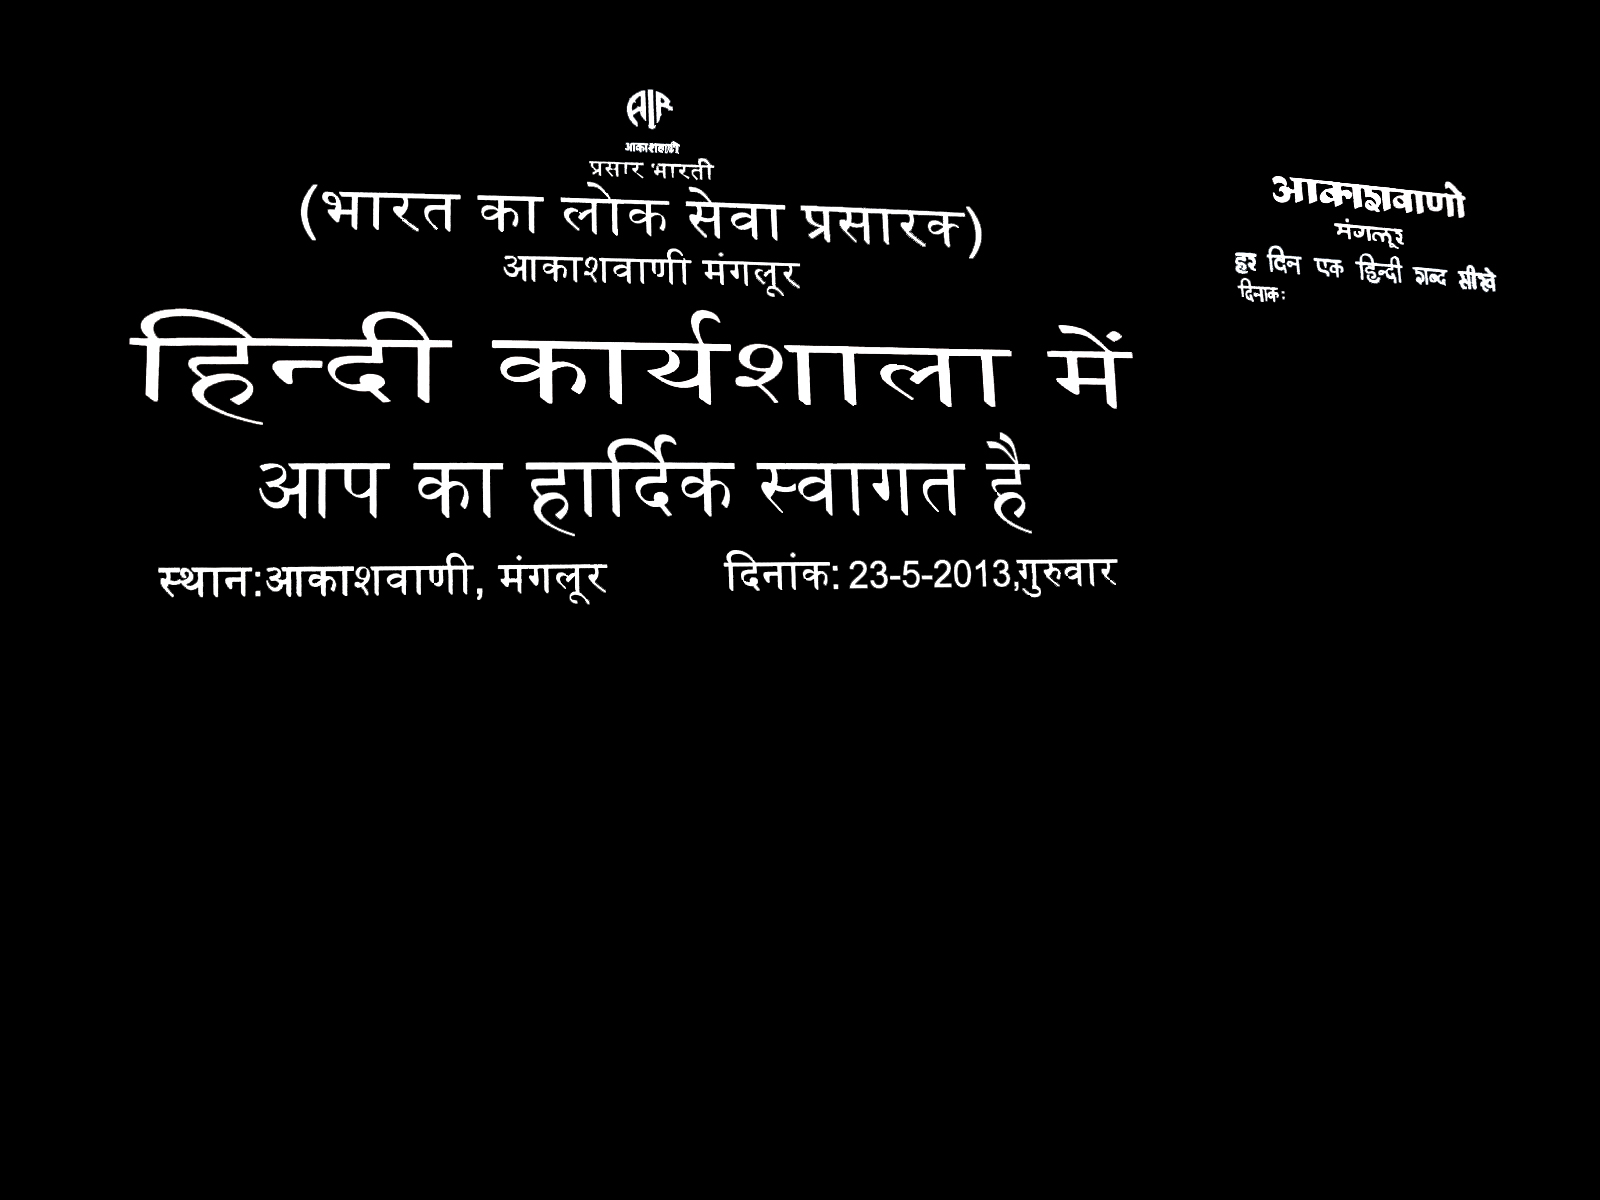 AIR
आकाशवाणी
प्रसार भारती
(भारत का लोक सेवा प्रसारक)
आकाशवाणी मंगलूर
हिन्दी कार्यशाला में
आप का हार्दिक स्वागत है
स्थान:आकाशवाणी, मंगलूर दिनांक: 23-5-2013,गुरुवार
आकाशवाणी
मंगलूर
हर दिन एक हिन्दी शब्द सीखे
दिनाक: